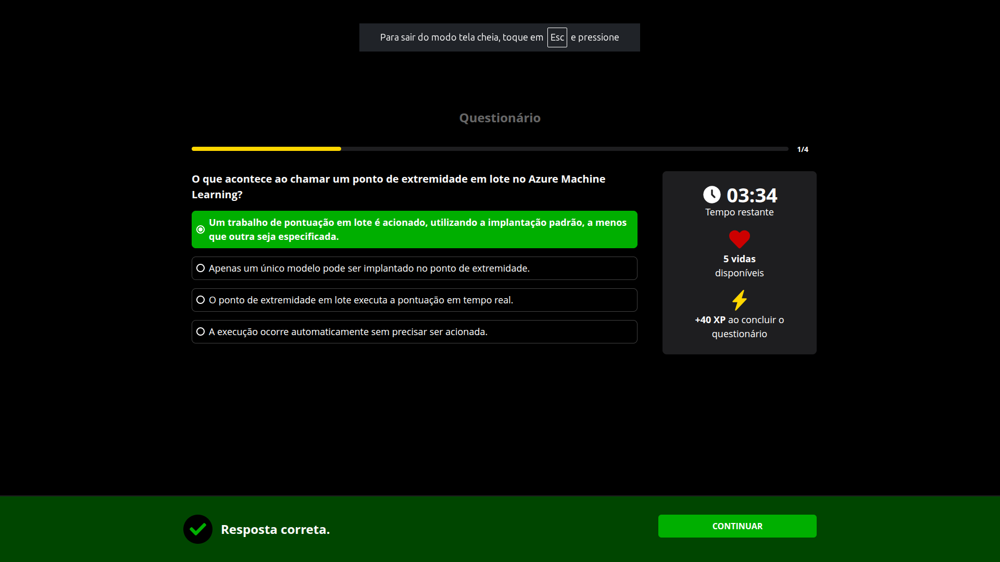 Para sair do modo tela cheia, toque em Esc e pressione
Questionário
1/4
O que acontece ao chamar um ponto de extremidade em lote no Azure Machine
Learning?
Um trabalho de pontuação em lote é acionado, utilizando a implantação padrão, a menos
que outra seja especificada.
Apenas um único modelo pode ser implantado no ponto de extremidade.
O ponto de extremidade em lote executa a pontuação em tempo real.
A execução ocorre automaticamente sem precisar ser acionada.
03:34
Tempo restante
5 vidas
disponíveis
+40 XP ao concluir o
questionário
Resposta correta.
CONTINUAR